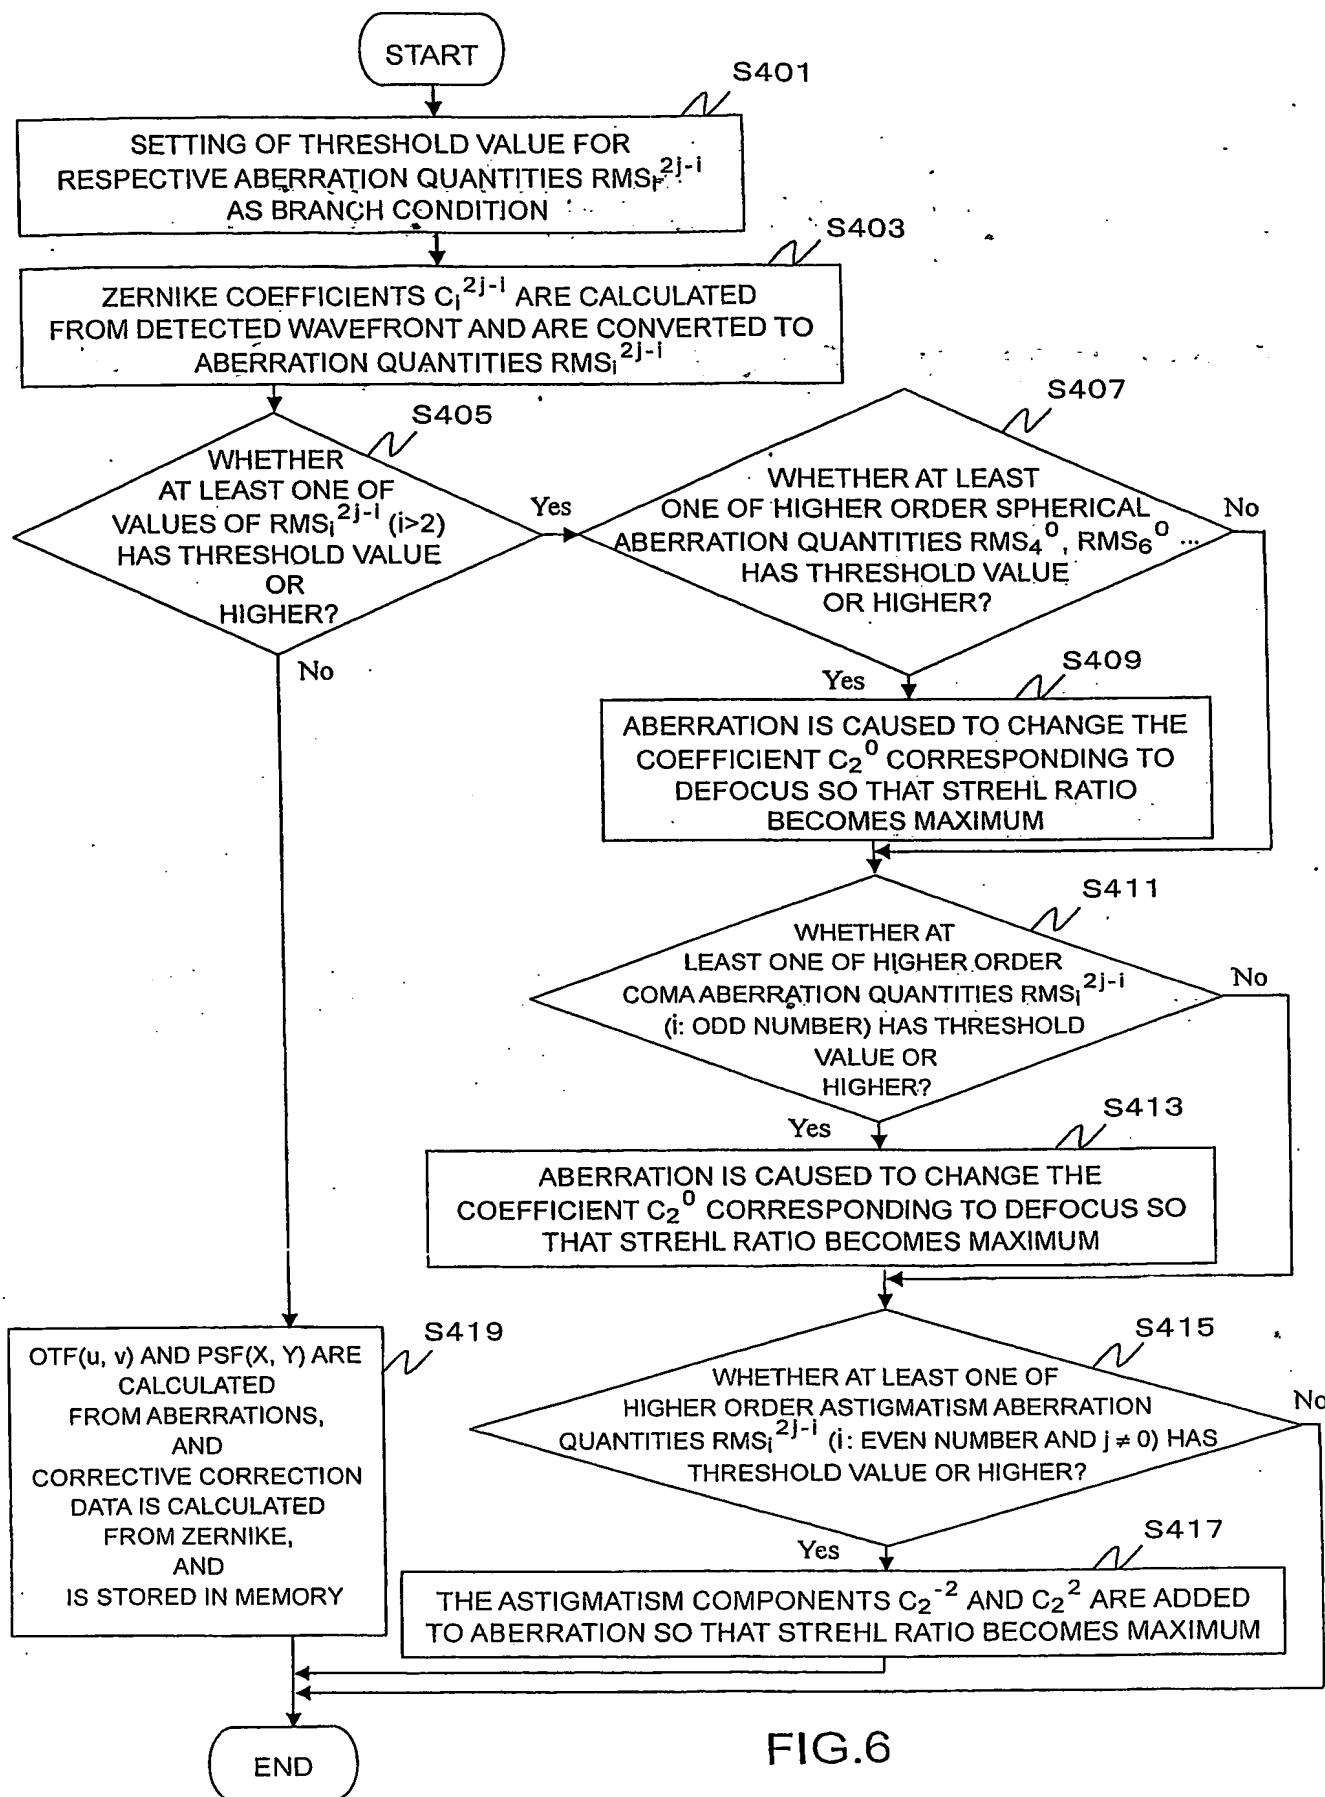 START
S401
SETTING OF THRESHOLD VALUE FOR
RESPECTIVE ABERRATION QUANTITIES RMSᵢ²ʲ⁻ⁱ
AS BRANCH CONDITION
S403
ZERNIKE COEFFICIENTS Cᵢ²ʲ⁻ⁱ ARE CALCULATED
FROM DETECTED WAVEFRONT AND ARE CONVERTED TO
ABERRATION QUANTITIES RMSᵢ²ʲ⁻ⁱ
S405
WHETHER
AT LEAST ONE OF
VALUES OF RMSᵢ²ʲ⁻ⁱ (i>2)
HAS THRESHOLD VALUE
OR
HIGHER?
Yes
No
S407
WHETHER AT LEAST
ONE OF HIGHER ORDER SPHERICAL
ABERRATION QUANTITIES RMS₄⁰, RMS₆⁰ ...
HAS THRESHOLD VALUE
OR HIGHER?
No
Yes
S409
ABERRATION IS CAUSED TO CHANGE THE
COEFFICIENT C₂⁰ CORRESPONDING TO
DEFOCUS SO THAT STREHL RATIO
BECOMES MAXIMUM
S411
WHETHER AT
LEAST ONE OF HIGHER ORDER
COMA ABERRATION QUANTITIES RMSᵢ²ʲ⁻ⁱ
(i: ODD NUMBER) HAS THRESHOLD
VALUE OR
HIGHER?
No
Yes
S413
ABERRATION IS CAUSED TO CHANGE THE
COEFFICIENT C₂⁰ CORRESPONDING TO DEFOCUS SO
THAT STREHL RATIO BECOMES MAXIMUM
S415
WHETHER AT LEAST ONE OF
HIGHER ORDER ASTIGMATISM ABERRATION
QUANTITIES RMSᵢ²ʲ⁻ⁱ (i: EVEN NUMBER AND j ≠ 0) HAS
THRESHOLD VALUE OR HIGHER?
No
Yes
S417
THE ASTIGMATISM COMPONENTS C₂⁻² AND C₂² ARE ADDED
TO ABERRATION SO THAT STREHL RATIO BECOMES MAXIMUM
S419
OTF(u, v) AND PSF(X, Y) ARE
CALCULATED
FROM ABERRATIONS,
AND
CORRECTIVE CORRECTION
DATA IS CALCULATED
FROM ZERNIKE,
AND
IS STORED IN MEMORY
END
FIG.6